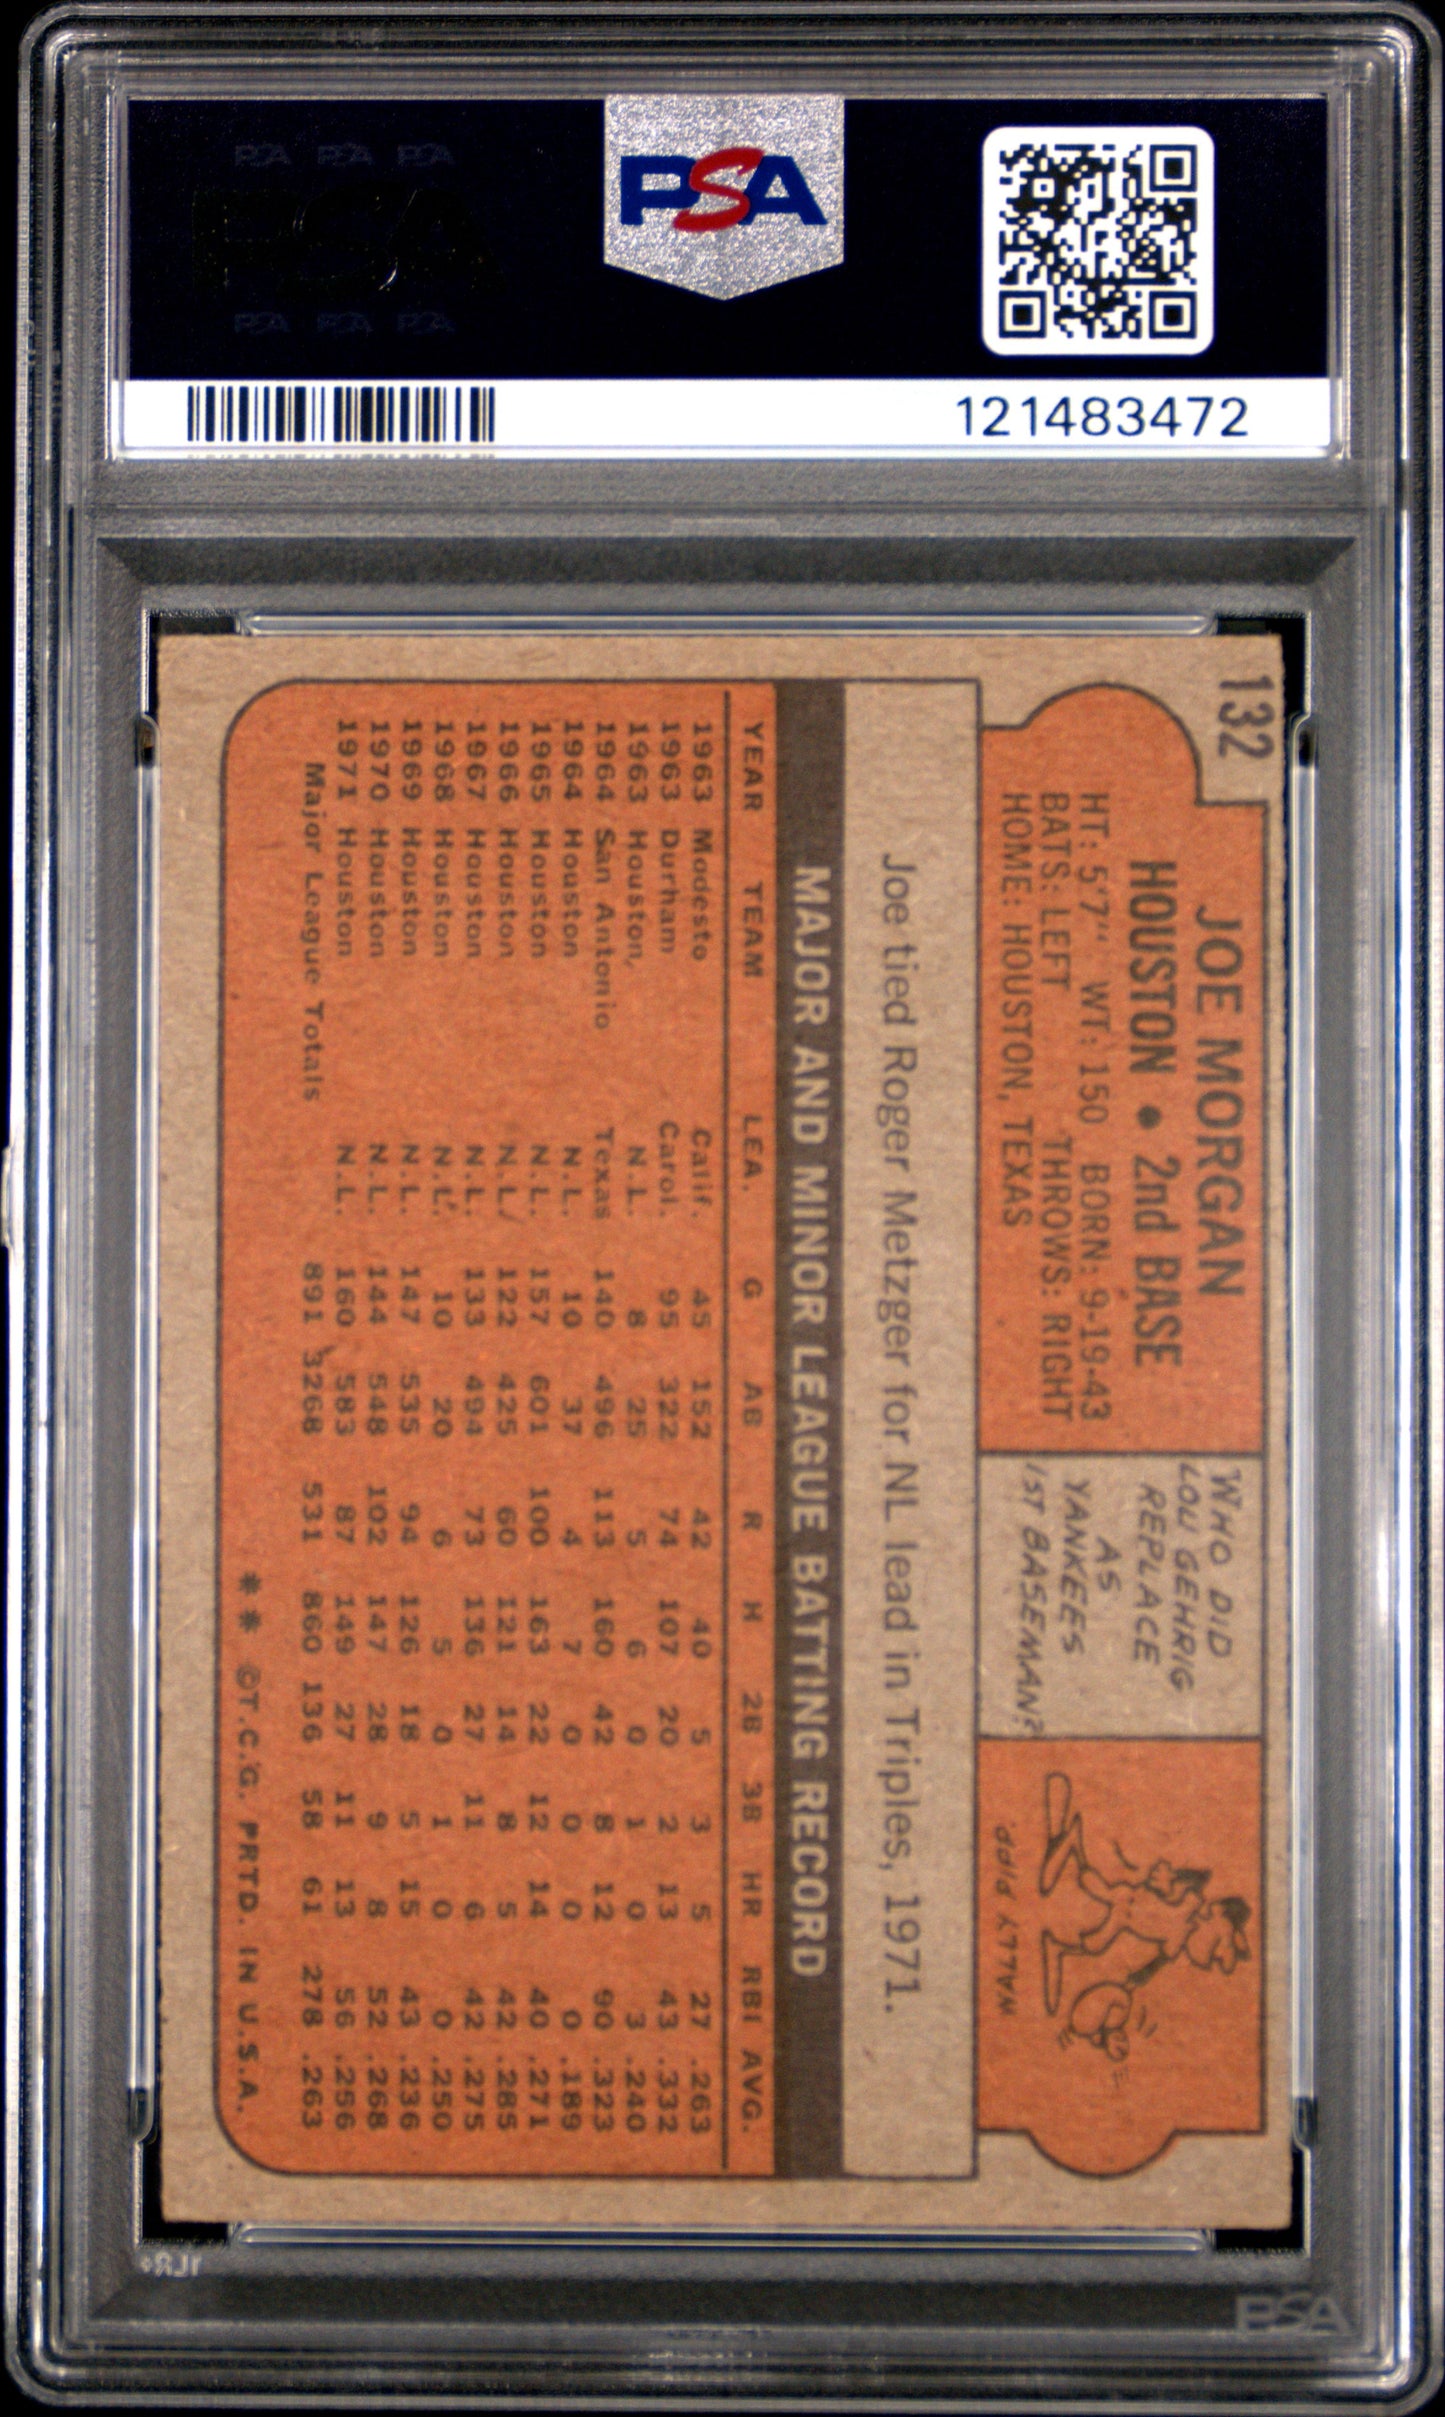 PSA PSA PSA
PSA
PSA PSA PSA
PSA
121483472
132
JOE MORGAN
HOUSTON • 2nd BASE
HT: 5'7" WT: 150 BORN: 9-19-43
BATS: LEFT THROWS: RIGHT
HOME: HOUSTON, TEXAS
WHO DID
LOU GEHRIG
REPLACE
AS
YANKEES
1ST BASEMAN?
WALLY PIPP.
Joe tied Roger Metzger for NL lead in Triples, 1971.
MAJOR AND MINOR LEAGUE BATTING RECORD
YEAR TEAM LEA. G AB R H 2B 3B HR RBI AVG.
1963 Modesto Calif. 45 152 42 40 5 3 5 27 .263
1963 Durham Carol. 95 322 74 107 20 2 13 43 .332
1963 Houston, N.L. 8 25 5 6 0 1 0 3 .240
1964 San Antonio Texas 140 496 113 160 42 8 12 90 .323
1964 Houston N.L. 10 37 4 7 0 0 0 0 .189
1965 Houston N.L. 157 601 100 163 22 12 14 40 .271
1966 Houston N.L. 122 425 60 121 14 8 5 42 .285
1967 Houston N.L. 133 494 73 136 27 11 6 42 .275
1968 Houston N.L. 10 20 6 5 0 1 0 0 .250
1969 Houston N.L. 147 535 94 126 18 5 15 43 .236
1970 Houston N.L. 144 548 102 147 28 9 8 52 .268
1971 Houston N.L. 160 583 87 149 27 11 13 56 .256
Major League Totals 891 3268 531 860 136 58 61 278 .263
** ©T.C.G. PRTD. IN U.S.A.
PSA